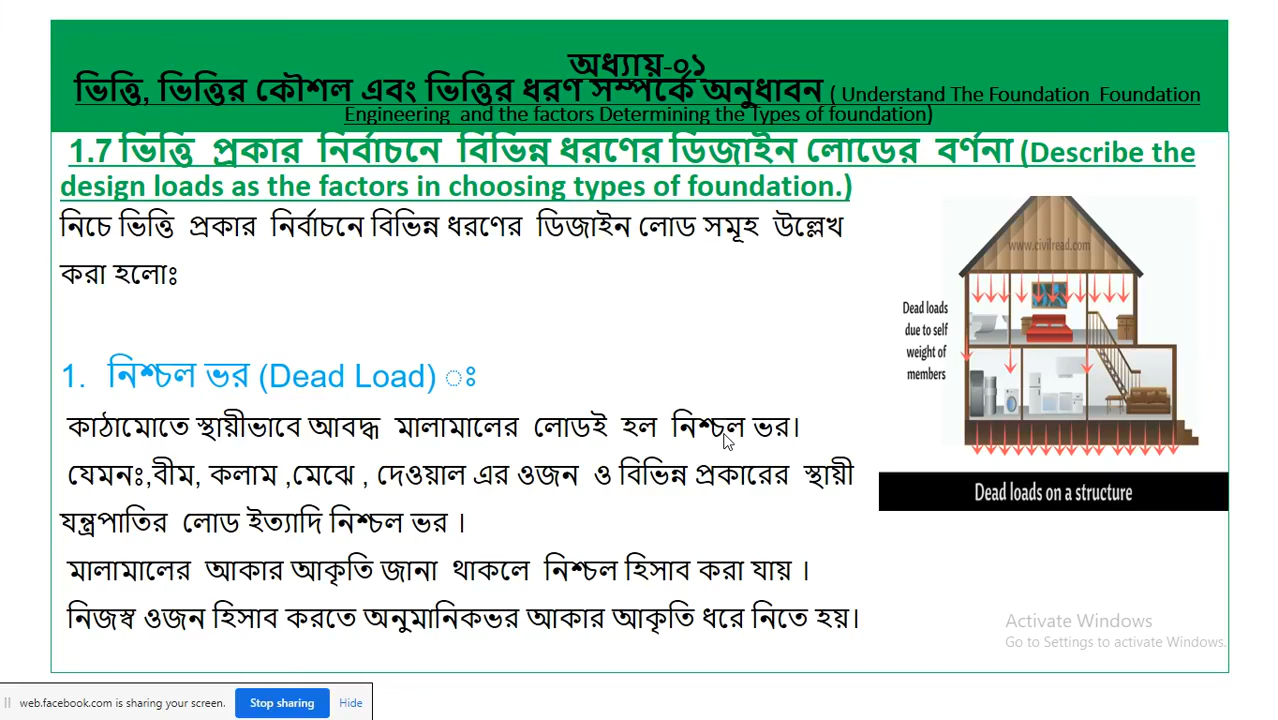 অধ্যায়-০১
ভিত্তি, ভিত্তির কৌশল এবং ভিত্তির ধরণ সম্পর্কে অনুধাবন ( Understand The Foundation Foundation
Engineering and the factors Determining the Types of foundation)
1.7 ভিত্তি প্রকার নির্বাচনে বিভিন্ন ধরণের ডিজাইন লোডের বর্ণনা (Describe the
design loads as the factors in choosing types of foundation.)
নিচে ভিত্তি প্রকার নির্বাচনে বিভিন্ন ধরণের ডিজাইন লোড সমূহ উল্লেখ
করা হলোঃ
1. নিশ্চল ভর (Dead Load) ঃ
কাঠামোতে স্থায়ীভাবে আবদ্ধ মালামালের লোডই হল নিশ্চল ভর।
যেমনঃ,বীম, কলাম ,মেঝে , দেওয়াল এর ওজন ও বিভিন্ন প্রকারের স্থায়ী
যন্ত্রপাতির লোড ইত্যাদি নিশ্চল ভর ।
মালামালের আকার আকৃতি জানা থাকলে নিশ্চল হিসাব করা যায় ।
নিজস্ব ওজন হিসাব করতে অনুমানিকভর আকার আকৃতি ধরে নিতে হয়।
www.civilread.com
Dead loads
due to self
weight of
members
Dead loads on a structure
Activate Windows
Go to Settings to activate Windows.
web.facebook.com is sharing your screen.
Stop sharing
Hide